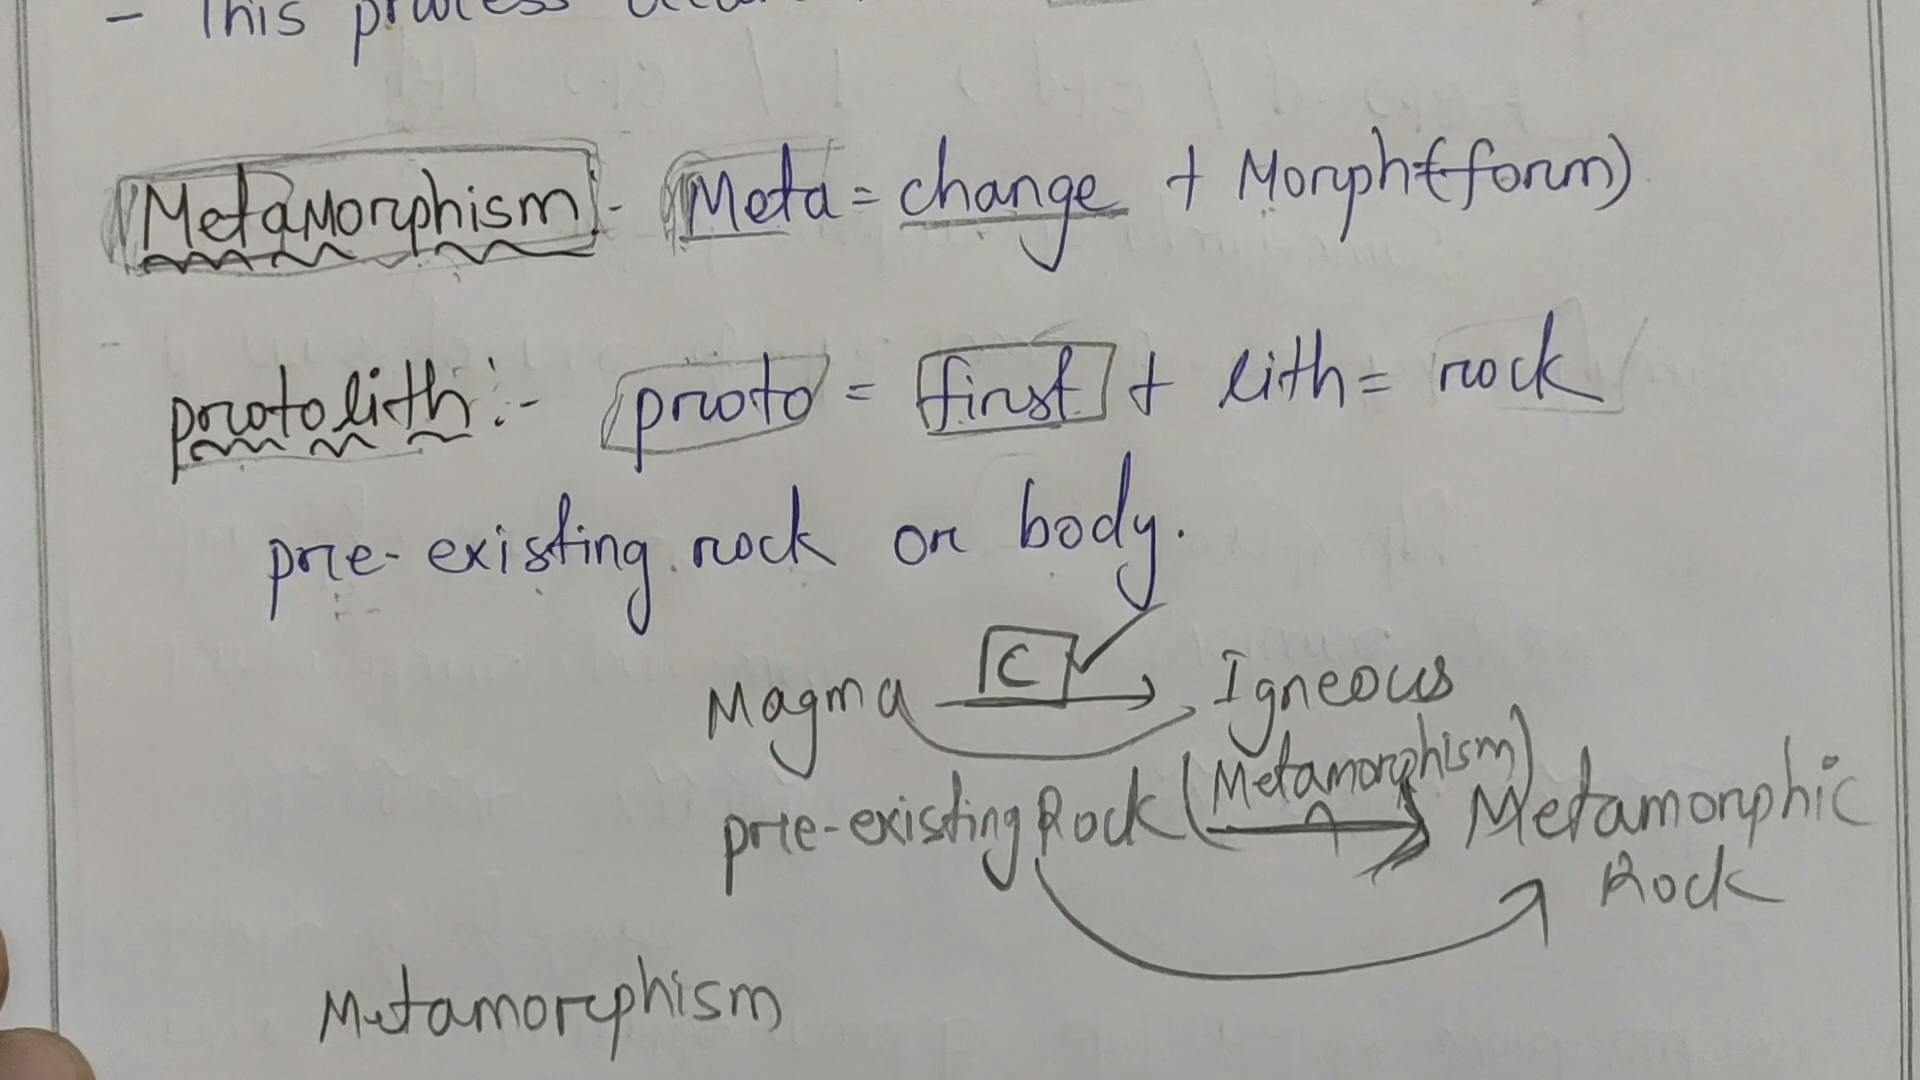 - This process
Metamorphism :- Meta = change + Morph (form)
protolith :- proto = first + lith = rock
pre-existing rock or body.
Magma C Igneous
pre-existing Rock (Metamorphism) Metamorphic
Rock
Metamorphism